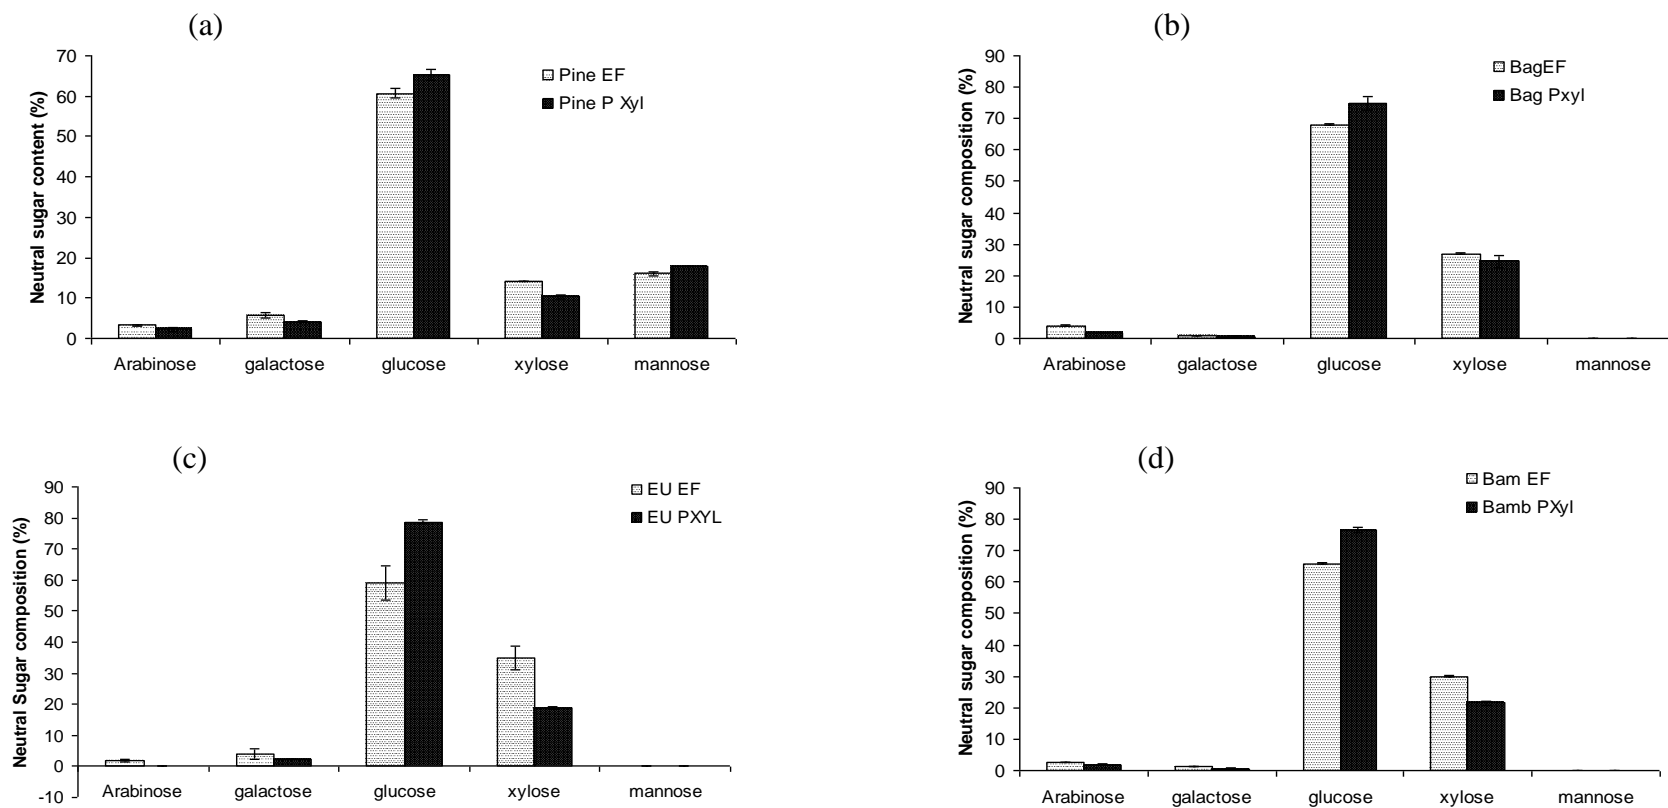 (a)
Neutral sugar content (%)
70
60
50
40
30
20
10
0
Pine EF
Pine P Xyl
Arabinose galactose glucose xylose mannose
(b)
Neutral sugar composition (%)
90
80
70
60
50
40
30
20
10
0
BagEF
Bag Pxyl
Arabinose galactose glucose xylose mannose
(c)
Neutral Sugar composition (%)
90
80
70
60
50
40
30
20
10
0
-10
EU EF
EU PXYL
Arabinose galactose glucose xylose mannose
(d)
Neutral sugar composition (%)
90
80
70
60
50
40
30
20
10
0
Bam EF
Bamb PXyl
Arabinose galactose glucose xylose mannose